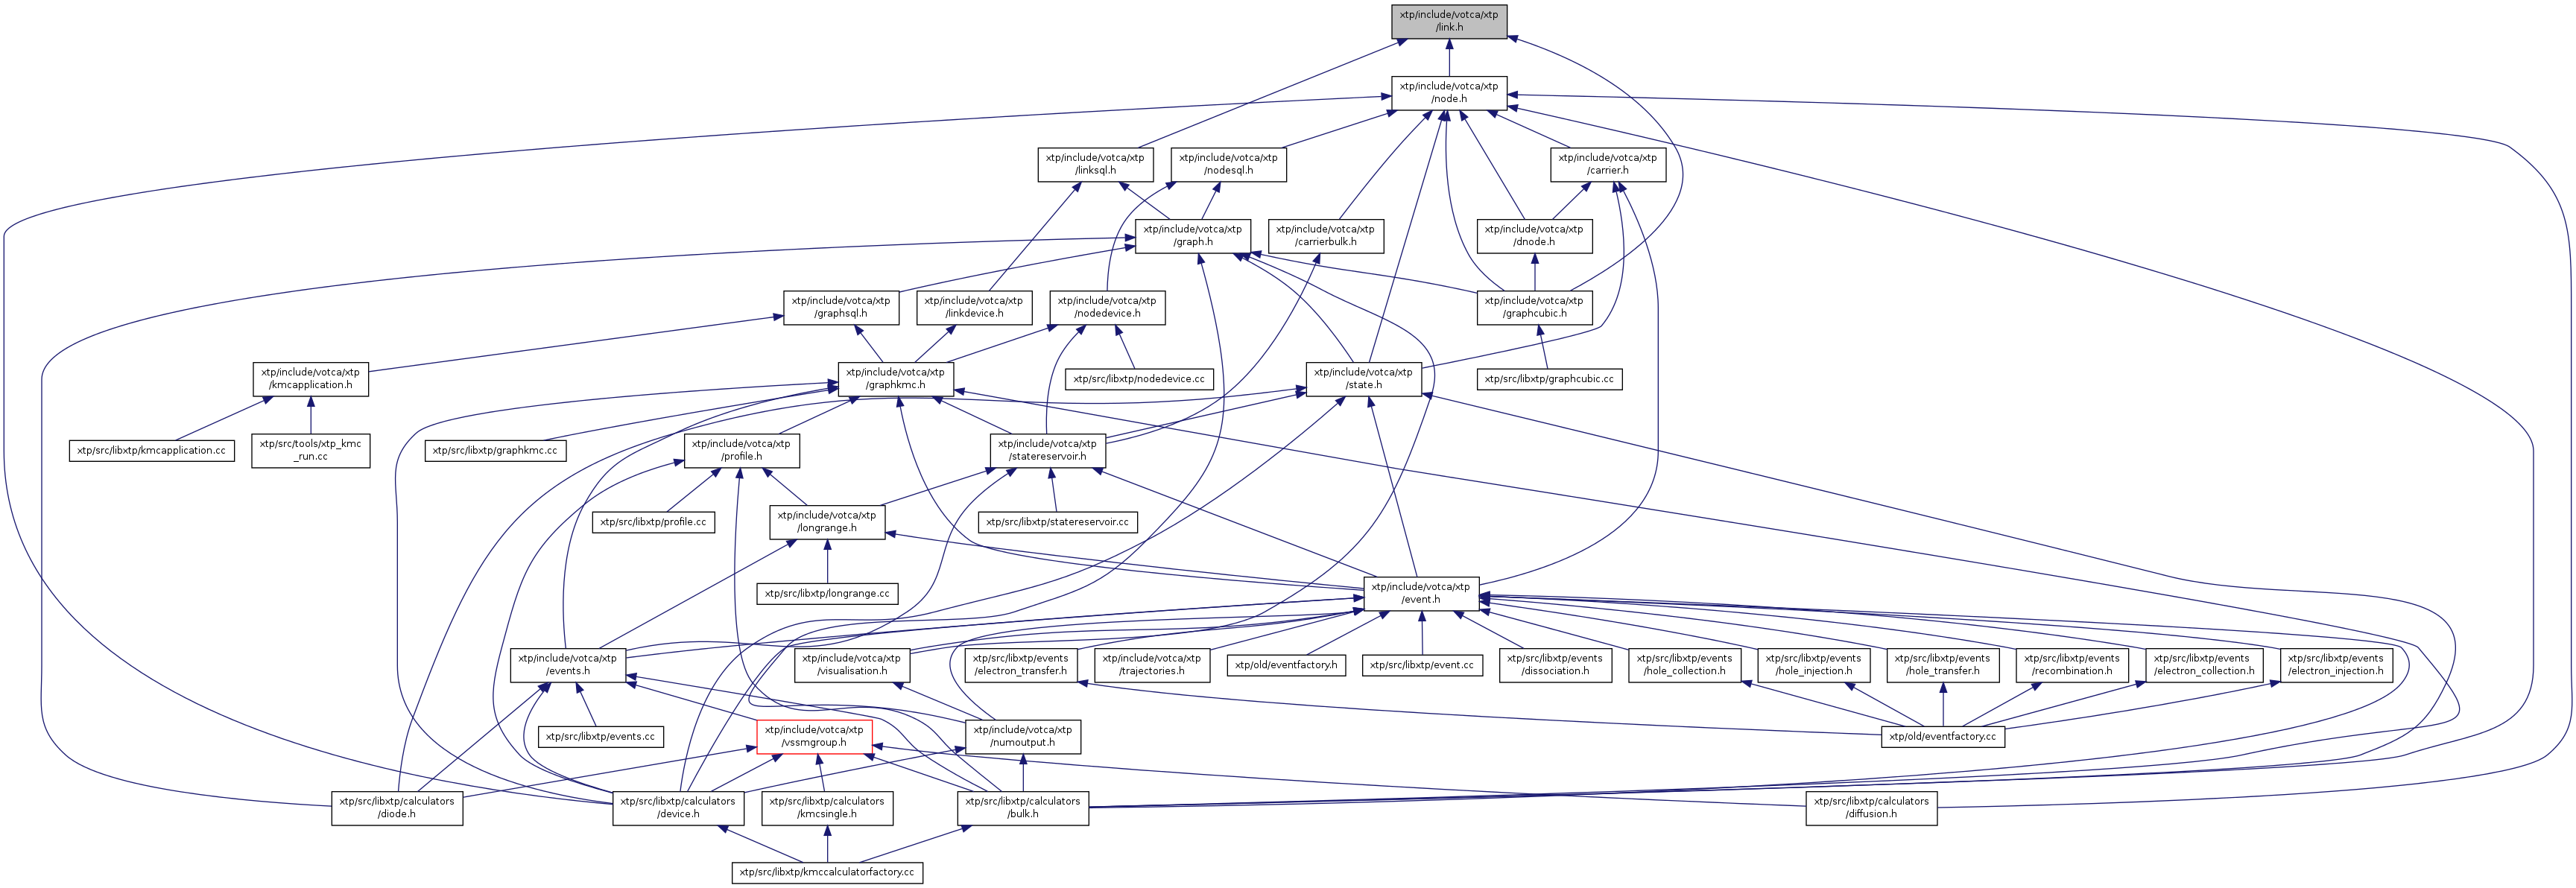 xtp/include/votca/xtp
/link.h
xtp/include/votca/xtp
/node.h
xtp/include/votca/xtp
/linksql.h
xtp/include/votca/xtp
/nodesql.h
xtp/include/votca/xtp
/carrier.h
xtp/include/votca/xtp
/graph.h
xtp/include/votca/xtp
/carrierbulk.h
xtp/include/votca/xtp
/dnode.h
xtp/include/votca/xtp
/graphsql.h
xtp/include/votca/xtp
/linkdevice.h
xtp/include/votca/xtp
/nodedevice.h
xtp/include/votca/xtp
/graphcubic.h
xtp/include/votca/xtp
/kmcapplication.h
xtp/include/votca/xtp
/graphkmc.h
xtp/src/libxtp/nodedevice.cc
xtp/include/votca/xtp
/state.h
xtp/src/libxtp/graphcubic.cc
xtp/src/libxtp/kmcapplication.cc
xtp/src/tools/xtp_kmc
_run.cc
xtp/src/libxtp/graphkmc.cc
xtp/include/votca/xtp
/profile.h
xtp/include/votca/xtp
/statereservoir.h
xtp/src/libxtp/profile.cc
xtp/include/votca/xtp
/longrange.h
xtp/src/libxtp/statereservoir.cc
xtp/src/libxtp/longrange.cc
xtp/include/votca/xtp
/event.h
xtp/include/votca/xtp
/events.h
xtp/include/votca/xtp
/visualisation.h
xtp/src/libxtp/events
/electron_transfer.h
xtp/include/votca/xtp
/trajectories.h
xtp/old/eventfactory.h
xtp/src/libxtp/event.cc
xtp/src/libxtp/events
/dissociation.h
xtp/src/libxtp/events
/hole_collection.h
xtp/src/libxtp/events
/hole_injection.h
xtp/src/libxtp/events
/hole_transfer.h
xtp/src/libxtp/events
/recombination.h
xtp/src/libxtp/events
/electron_collection.h
xtp/src/libxtp/events
/electron_injection.h
xtp/src/libxtp/events.cc
xtp/include/votca/xtp
/vssmgroup.h
xtp/include/votca/xtp
/numoutput.h
xtp/old/eventfactory.cc
xtp/src/libxtp/calculators
/diode.h
xtp/src/libxtp/calculators
/device.h
xtp/src/libxtp/calculators
/kmcsingle.h
xtp/src/libxtp/calculators
/bulk.h
xtp/src/libxtp/calculators
/diffusion.h
xtp/src/libxtp/kmccalculatorfactory.cc